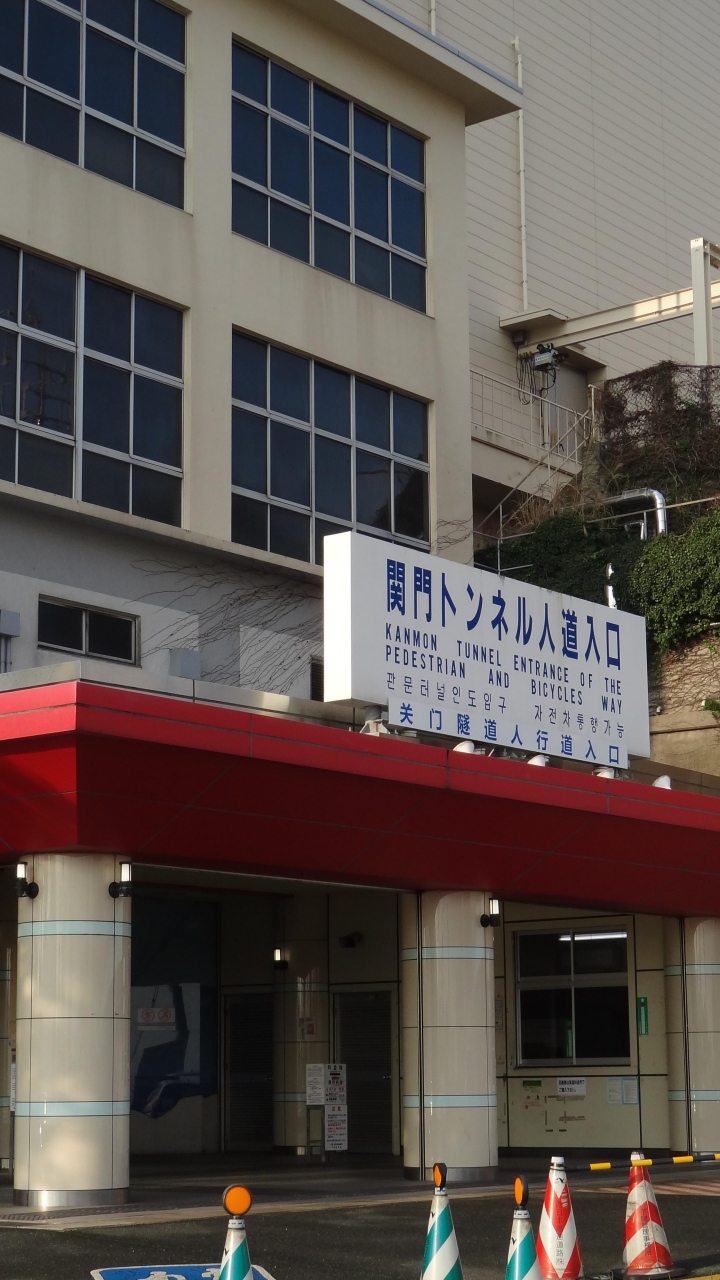 関門トンネル人道入口
KANMON TUNNEL ENTRANCE OF THE
PEDESTRIAN AND BICYCLES WAY
관문터널인도입구 자전차통행가능
关门隧道人行道入口